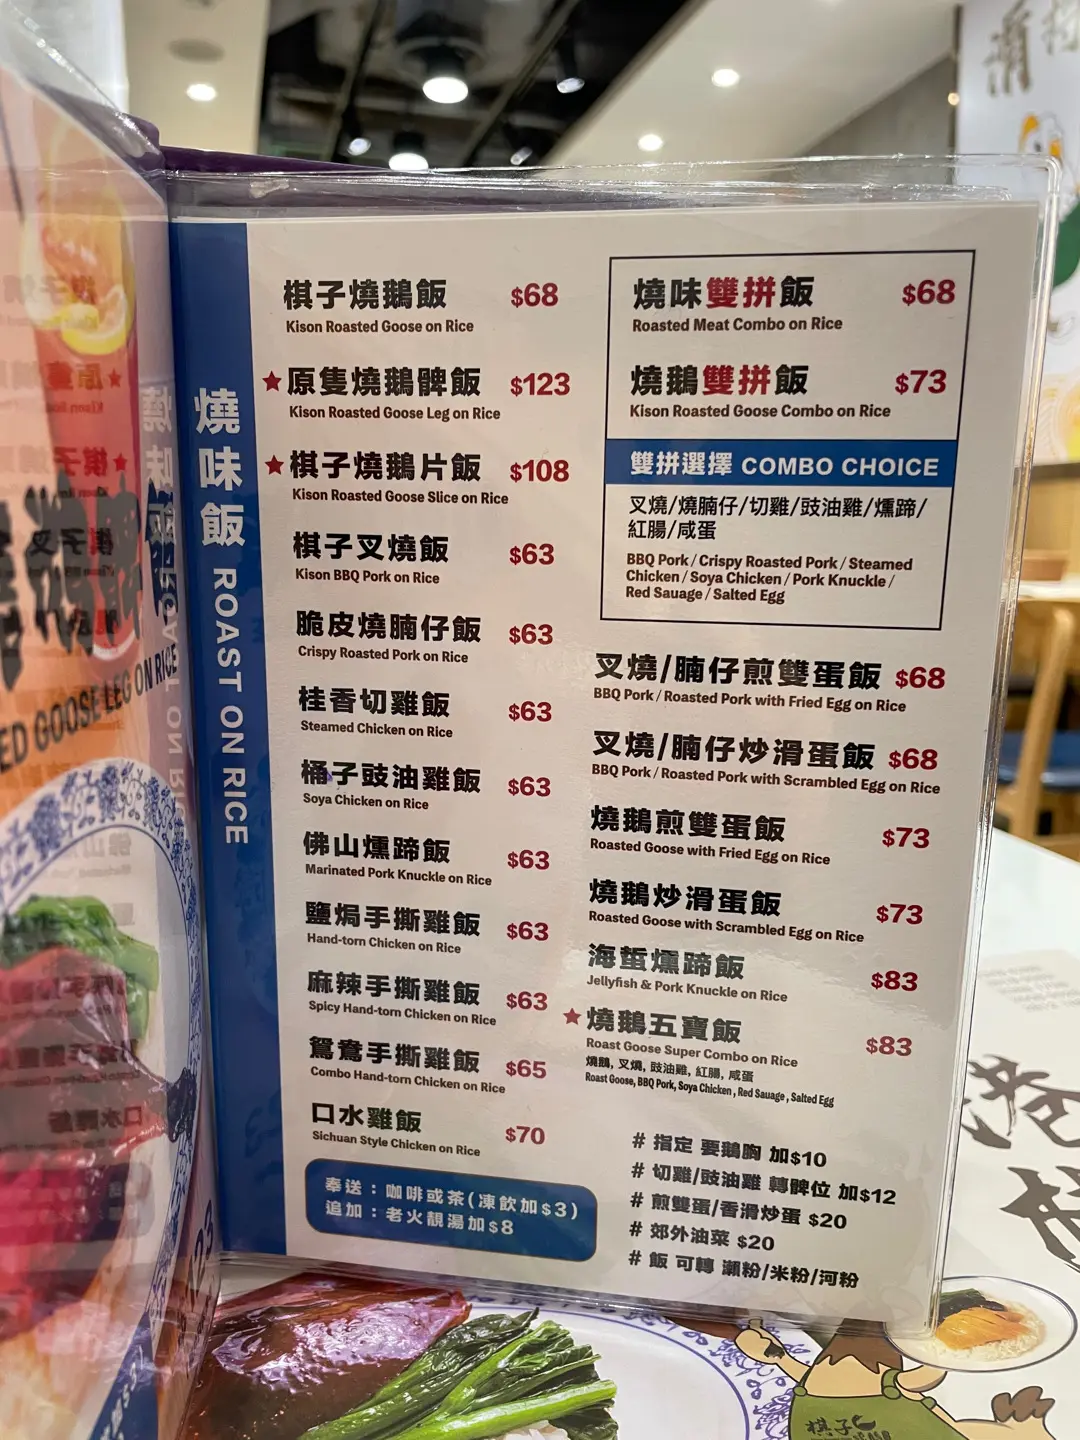 燒味飯 ROAST ON RICE
棋子燒鵝飯 $68
Kison Roasted Goose on Rice
★原隻燒鵝髀飯 $123
Kison Roasted Goose Leg on Rice
★棋子燒鵝片飯 $108
Kison Roasted Goose Slice on Rice
棋子叉燒飯 $63
Kison BBQ Pork on Rice
脆皮燒腩仔飯 $63
Crispy Roasted Pork on Rice
桂香切雞飯 $63
Steamed Chicken on Rice
桶子豉油雞飯 $63
Soya Chicken on Rice
佛山燻蹄飯 $63
Marinated Pork Knuckle on Rice
鹽焗手撕雞飯 $63
Hand-torn Chicken on Rice
麻辣手撕雞飯 $63
Spicy Hand-torn Chicken on Rice
鴛鴦手撕雞飯 $65
Combo Hand-torn Chicken on Rice
口水雞飯 $70
Sichuan Style Chicken on Rice
奉送：咖啡或茶(凍飲加$3)
追加：老火靚湯加$8
燒味雙拼飯 $68
Roasted Meat Combo on Rice
燒鵝雙拼飯 $73
Kison Roasted Goose Combo on Rice
雙拼選擇 COMBO CHOICE
叉燒/燒腩仔/切雞/豉油雞/燻蹄/
紅腸/咸蛋
BBQ Pork / Crispy Roasted Pork / Steamed
Chicken / Soya Chicken / Pork Knuckle /
Red Sauage / Salted Egg
叉燒/腩仔煎雙蛋飯 $68
BBQ Pork / Roasted Pork with Fried Egg on Rice
叉燒/腩仔炒滑蛋飯 $68
BBQ Pork / Roasted Pork with Scrambled Egg on Rice
燒鵝煎雙蛋飯 $73
Roasted Goose with Fried Egg on Rice
燒鵝炒滑蛋飯 $73
Roasted Goose with Scrambled Egg on Rice
海蜇燻蹄飯 $83
Jellyfish & Pork Knuckle on Rice
★燒鵝五寶飯 $83
Roast Goose Super Combo on Rice
燒鵝, 叉燒, 豉油雞, 紅腸, 咸蛋
Roast Goose, BBQ Pork, Soya Chicken , Red Sauage , Salted Egg
# 指定 要鵝胸 加$10
# 切雞/豉油雞 轉髀位 加$12
# 煎雙蛋/香滑炒蛋 $20
# 郊外油菜 $20
# 飯 可轉 瀨粉/米粉/河粉
ED GOOSE LEG ON RICE
棋子